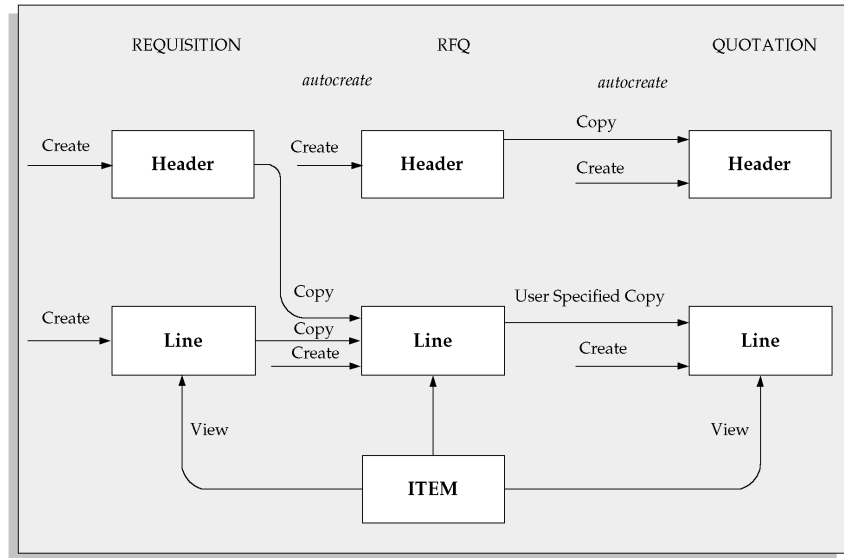 REQUISITION RFQ QUOTATION
autocreate autocreate
Create Header Create Header Copy Create Header
Copy User Specified Copy
Create Line Copy Create Line Create Line
View View
ITEM